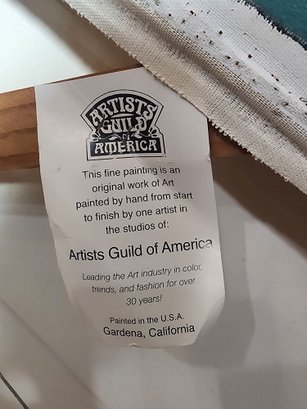 ARTISTS
GUILD
OF
AMERICA
This fine painting is an
original work of Art
painted by hand from start
to finish by one artist in
the studios of:
Artists Guild of America
Leading the Art industry in color,
trends, and fashion for over
30 years!
Painted in the U.S.A.
Gardena, California